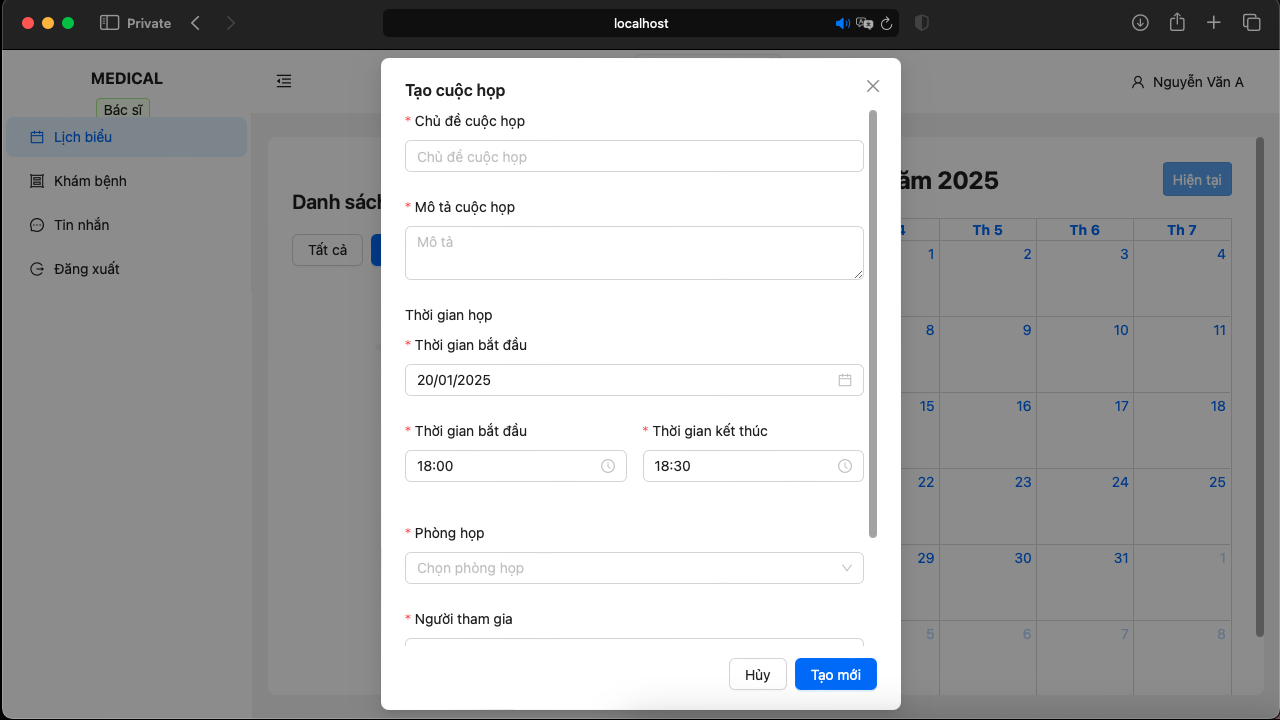 Private
localhost
MEDICAL
Bác sĩ
Lịch biểu
Khám bệnh
Tin nhắn
Đăng xuất
Nguyễn Văn A
Danh sách
Tất cả
Tạo cuộc họp
* Chủ đề cuộc họp
Chủ đề cuộc họp
* Mô tả cuộc họp
Mô tả
Thời gian họp
* Thời gian bắt đầu
20/01/2025
* Thời gian bắt đầu
* Thời gian kết thúc
18:00
18:30
* Phòng họp
Chọn phòng họp
* Người tham gia
Hủy
Tạo mới
ăm 2025
Hiện tại
4 Th 5 Th 6 Th 7
1 2 3 4
8 9 10 11
15 16 17 18
22 23 24 25
29 30 31 1
5 6 7 8